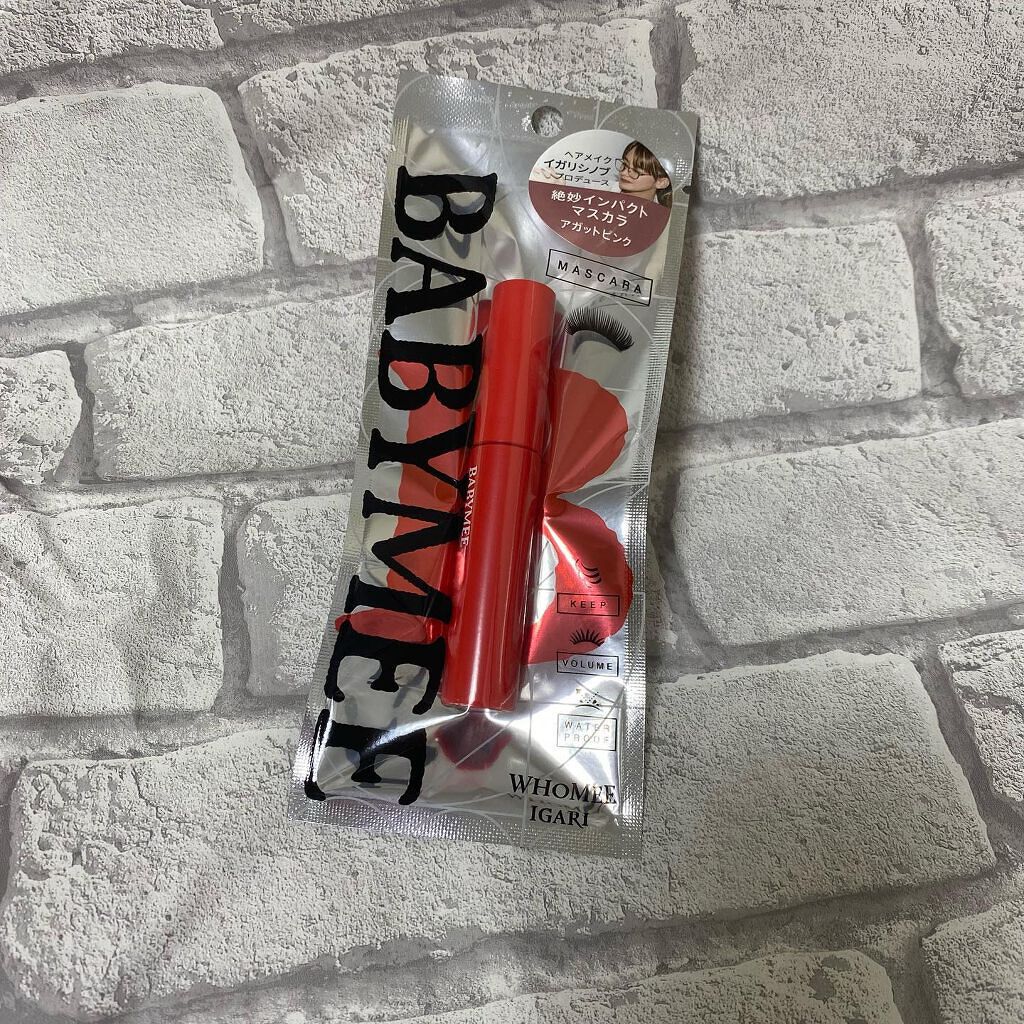 BABYMEE
ヘアメイク
イガリシノブ
プロデュース
絶妙インパクト
マスカラ
アガットピンク
MASCARA
BABYMEE
KEEP
VOLUME
WATER
PROOF
WHOMEE
IGARI